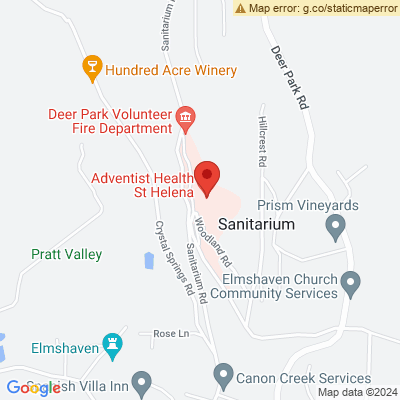 Map error: g.co/staticmaperror
Sanitarium
Deer Park Rd
Hundred Acre Winery
Deer Park Volunteer
Fire Department
Hillcrest Rd
Adventist Health
St Helena
Prism Vineyards
Woodland Rd
Sanitarium
Crystal Springs Rd
Sanitarium Rd
Pratt Valley
Elmshaven Church
Community Services
Rose Ln
Elmshaven
Google
Spanish Villa Inn
Canon Creek Services
Map data ©2024